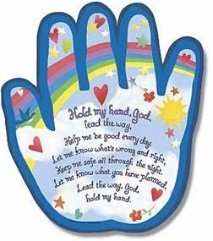 Hold my hand, God,
lead the way,
Help me be good every day.
Let me know what's wrong and right,
Keep me safe all through the night.
Let me know what you have planned,
Lead the way, God,
hold my hand.